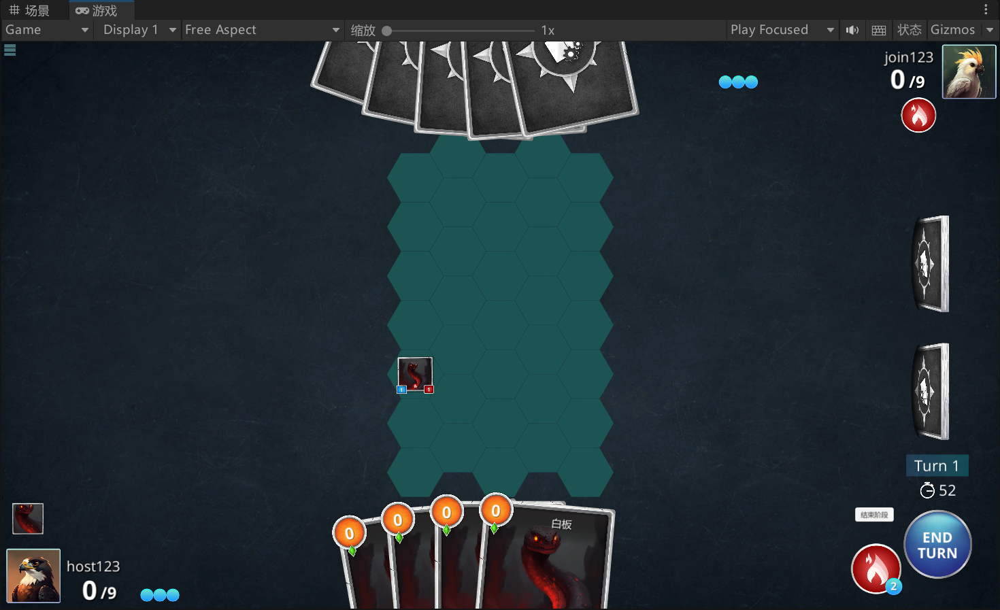 场景
游戏
Game
Display 1
Free Aspect
缩放
1x
Play Focused
状态
Gizmos
join123
0 /9
1
1
Turn 1
52
结束阶段
END
TURN
2
host123
0 /9
0
0
0
0
白板